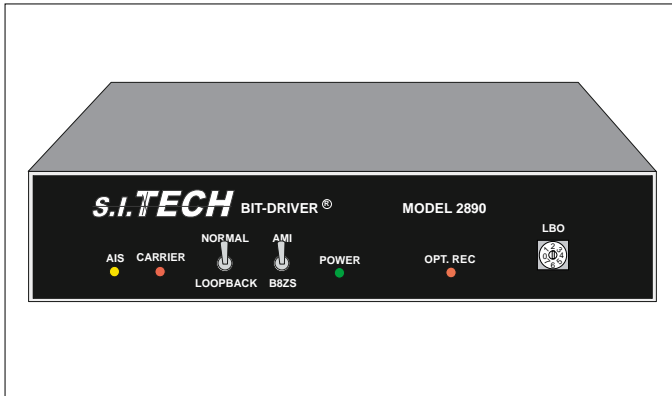 S.I.TECH BIT-DRIVER ® MODEL 2890
LBO
NORMAL AMI
AIS CARRIER POWER OPT. REC
LOOPBACK B8ZS
0 1 2 3 4 5 6 7